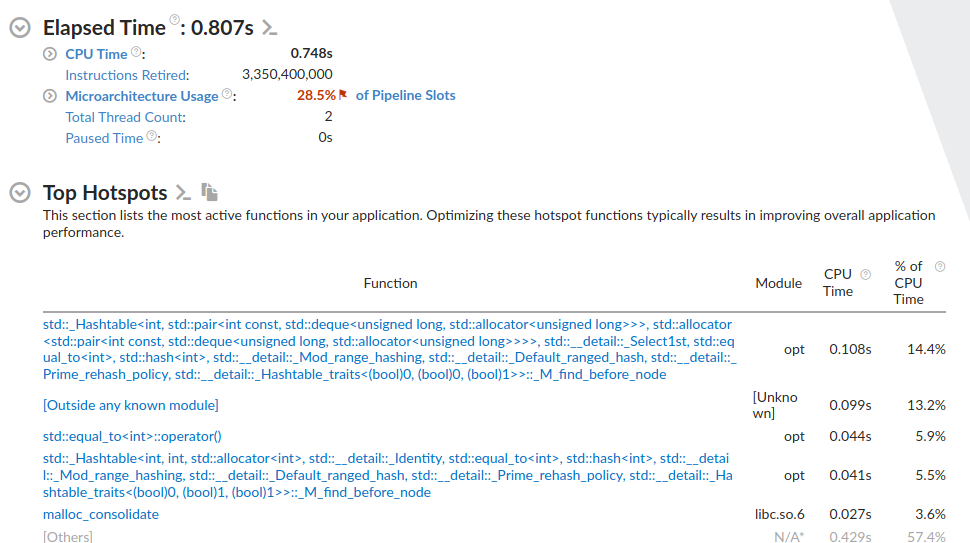 Elapsed Time : 0.807s
CPU Time : 0.748s
Instructions Retired: 3,350,400,000
Microarchitecture Usage : 28.5% of Pipeline Slots
Total Thread Count: 2
Paused Time : 0s
Top Hotspots
This section lists the most active functions in your application. Optimizing these hotspot functions typically results in improving overall application
performance.
Function Module CPU Time % of CPU Time
std::_Hashtable<int, std::pair<int const, std::deque<unsigned long, std::allocator<unsigned long>>>, std::allocator
<std::pair<int const, std::deque<unsigned long, std::allocator<unsigned long>>>>, std::__detail::_Select1st, std::eq
ual_to<int>, std::hash<int>, std::__detail::_Mod_range_hashing, std::__detail::_Default_ranged_hash, std::__detail::_
Prime_rehash_policy, std::__detail::_Hashtable_traits<(bool)0, (bool)0, (bool)1>>::_M_find_before_node
opt 0.108s 14.4%
[Outside any known module] [Unkno
wn] 0.099s 13.2%
std::equal_to<int>::operator() opt 0.044s 5.9%
std::_Hashtable<int, int, std::allocator<int>, std::__detail::_Identity, std::equal_to<int>, std::hash<int>, std::__detai
l::_Mod_range_hashing, std::__detail::_Default_ranged_hash, std::__detail::_Prime_rehash_policy, std::__detail::_Ha
shtable_traits<(bool)0, (bool)1, (bool)1>>::_M_find_before_node
opt 0.041s 5.5%
malloc_consolidate libc.so.6 0.027s 3.6%
[Others] N/A* 0.429s 57.4%